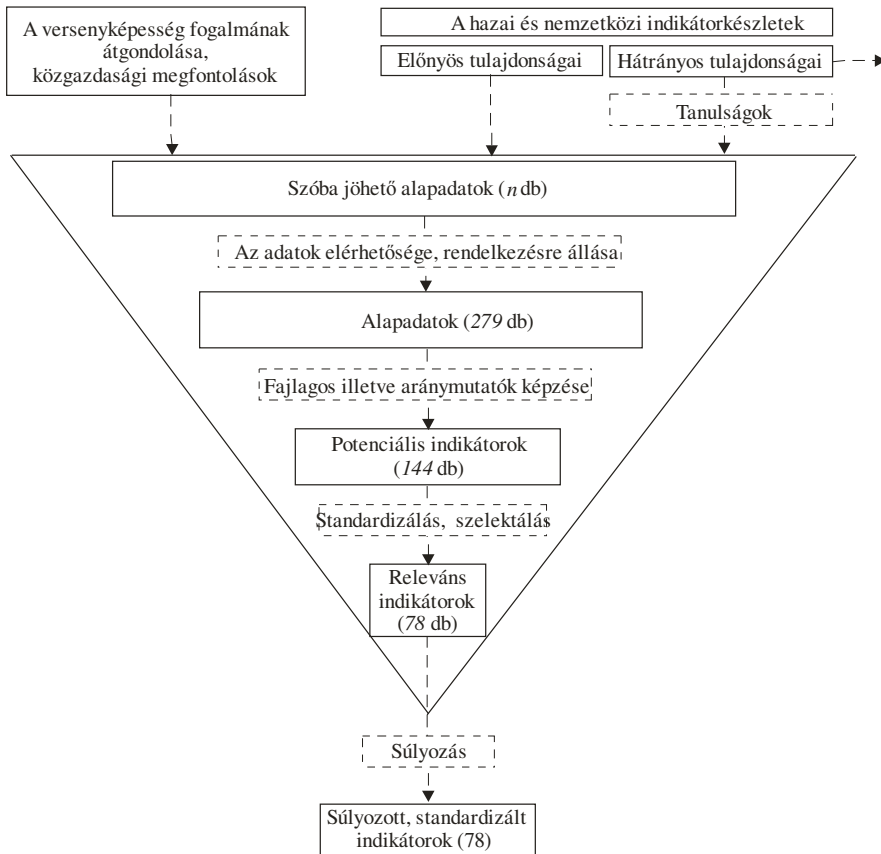 A versenyképesség fogalmának
átgondolása,
közgazdasági megfontolások
A hazai és nemzetközi indikátorkészletek
Előnyös tulajdonságai
Hátrányos tulajdonságai
Tanulságok
Szóba jöhető alapadatok (n db)
Az adatok elérhetősége, rendelkezésre állása
Alapadatok (279 db)
Fajlagos illetve aránymutatók képzése
Potenciális indikátorok
(144 db)
Standardizálás, szelektálás
Releváns
indikátorok
(78 db)
Súlyozás
Súlyozott, standardizált
indikátorok (78)